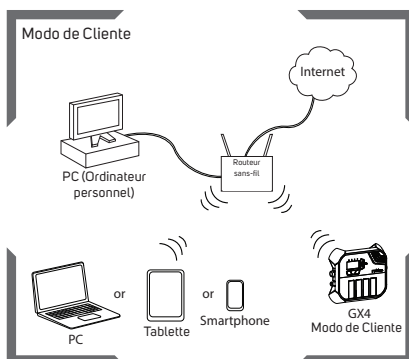 Modo de Cliente
Internet
Routeur
sans-fil
PC (Ordinateur
personnel)
or
or
PC
Tablette
Smartphone
GX4
Modo de Cliente